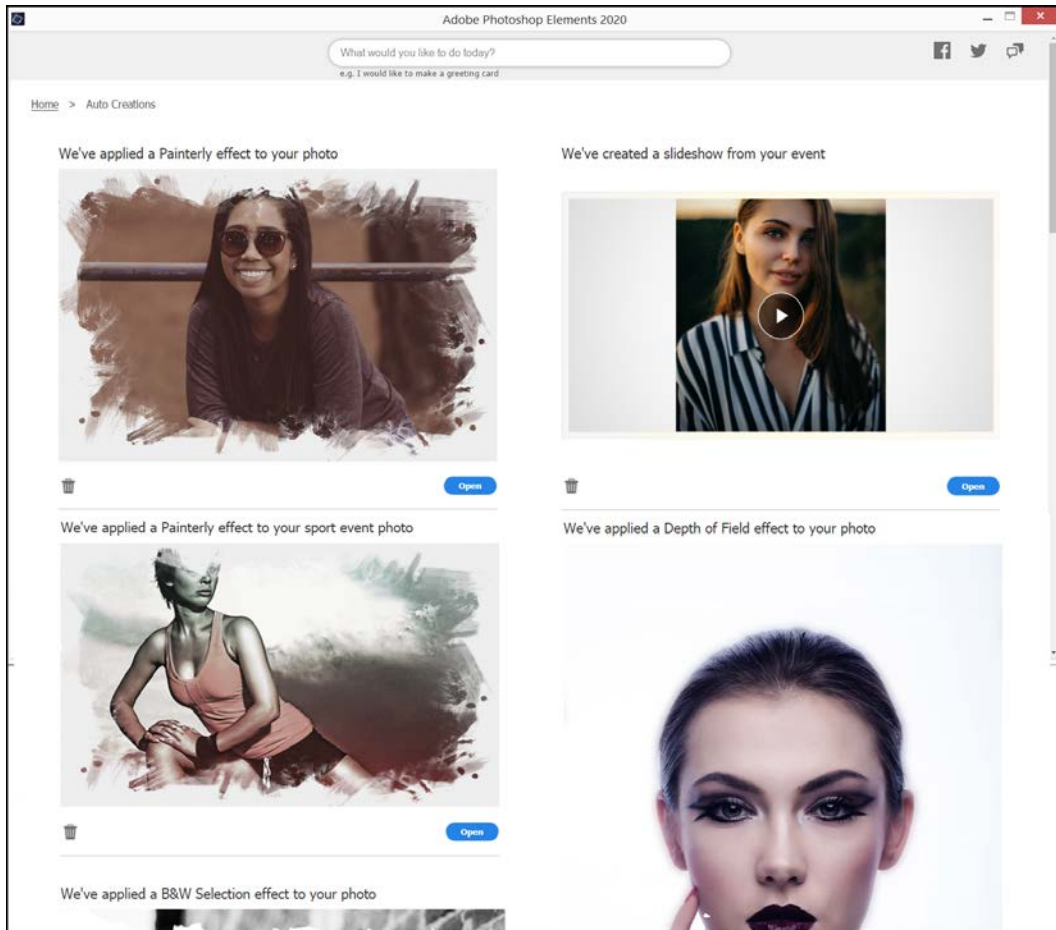 Adobe Photoshop Elements 2020
What would you like to do today?
e.g. I would like to make a greeting card
Home > Auto Creations
We've applied a Painterly effect to your photo
We've created a slideshow from your event
Open
Open
We've applied a Painterly effect to your sport event photo
We've applied a Depth of Field effect to your photo
Open
We've applied a B&W Selection effect to your photo